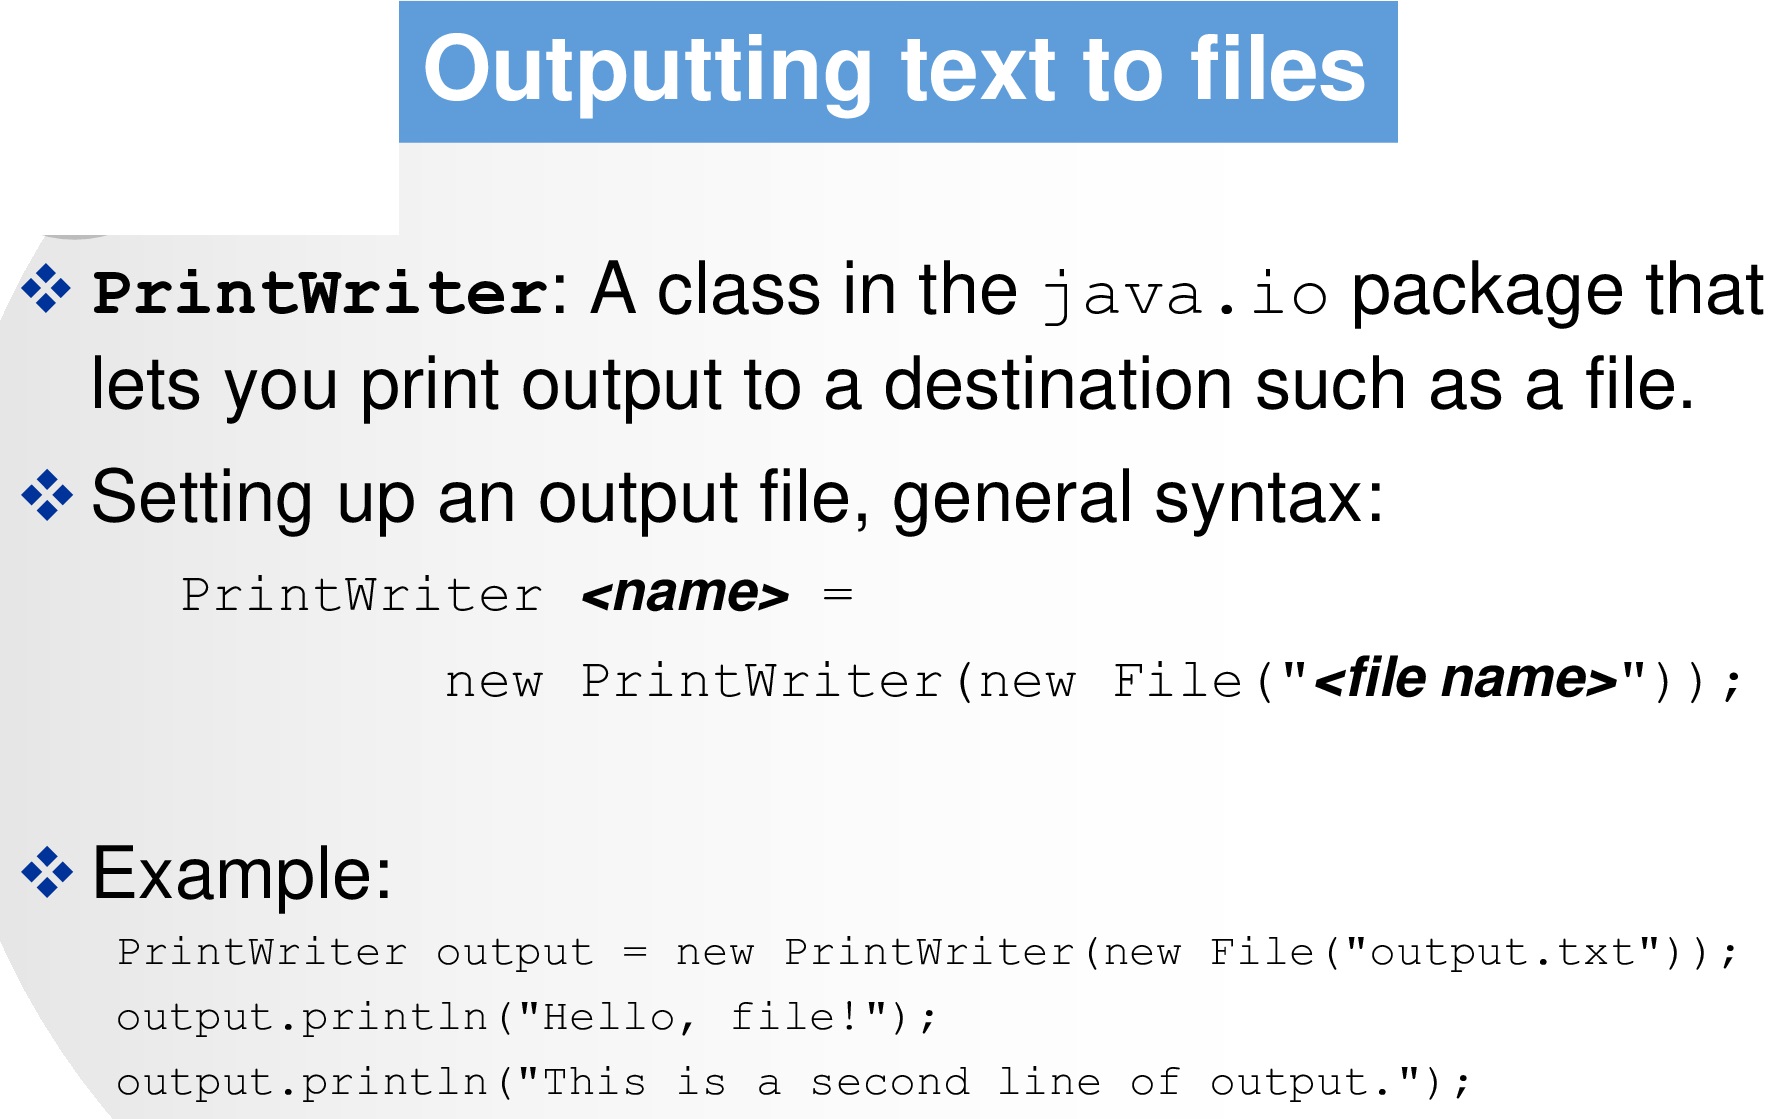 Outputting text to files
PrintWriter: A class in the java.io package that
lets you print output to a destination such as a file.
Setting up an output file, general syntax:
PrintWriter <name> =
new PrintWriter(new File("<file name>"));
Example:
PrintWriter output = new PrintWriter(new File("output.txt"));
output.println("Hello, file!");
output.println("This is a second line of output.");